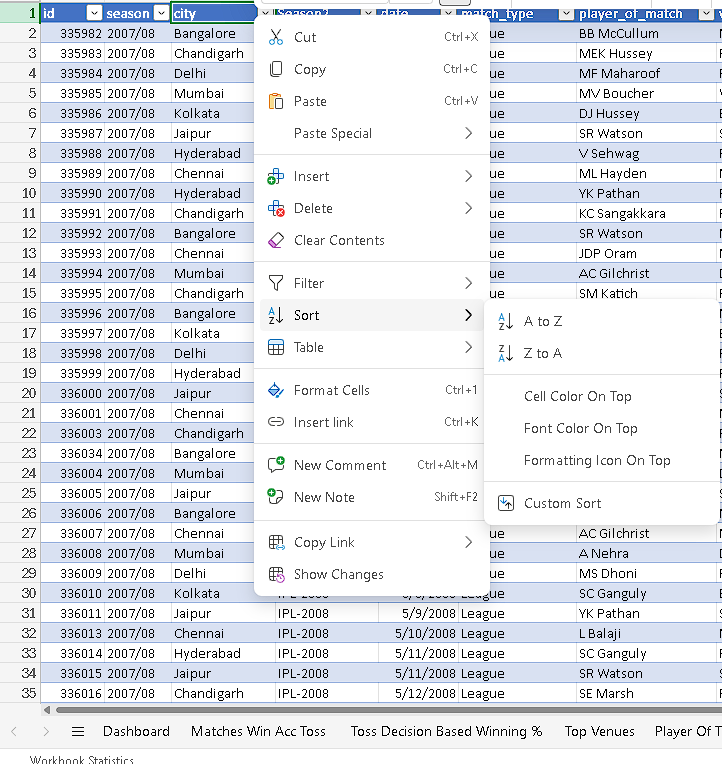 1 id season city Season2 date match_type player_of_match
2 335982 2007/08 Bangalore ue BB McCullum
3 335983 2007/08 Chandigarh ue MEK Hussey
4 335984 2007/08 Delhi ue MF Maharoof
5 335985 2007/08 Mumbai ue MV Boucher
6 335986 2007/08 Kolkata ue DJ Hussey
7 335987 2007/08 Jaipur ue SR Watson
8 335988 2007/08 Hyderabad ue V Sehwag
9 335989 2007/08 Chennai ue ML Hayden
10 335990 2007/08 Hyderabad ue YK Pathan
11 335991 2007/08 Chandigarh ue KC Sangakkara
12 335992 2007/08 Bangalore ue SR Watson
13 335993 2007/08 Chennai ue JDP Oram
14 335994 2007/08 Mumbai ue AC Gilchrist
15 335995 2007/08 Chandigarh ue SM Katich
16 335996 2007/08 Bangalore
17 335997 2007/08 Kolkata
18 335998 2007/08 Delhi
19 335999 2007/08 Hyderabad
20 336000 2007/08 Jaipur
21 336001 2007/08 Chennai
22 336003 2007/08 Chandigarh
23 336034 2007/08 Bangalore
24 336004 2007/08 Mumbai
25 336005 2007/08 Jaipur
26 336006 2007/08 Bangalore
27 336007 2007/08 Chennai ue AC Gilchrist
28 336008 2007/08 Mumbai ue A Nehra
29 336009 2007/08 Delhi ue MS Dhoni
30 336010 2007/08 Kolkata League SC Ganguly
31 336011 2007/08 Jaipur IPL-2008 5/9/2008 League YK Pathan
32 336013 2007/08 Chennai IPL-2008 5/10/2008 League L Balaji
33 336014 2007/08 Hyderabad IPL-2008 5/11/2008 League SC Ganguly
34 336015 2007/08 Jaipur IPL-2008 5/11/2008 League SR Watson
35 336016 2007/08 Chandigarh IPL-2008 5/12/2008 League SE Marsh
Cut Ctrl+X
Copy Ctrl+C
Paste Ctrl+V
Paste Special
Insert
Delete
Clear Contents
Filter
Sort
Table
Format Cells Ctrl+1
Insert link Ctrl+K
New Comment Ctrl+Alt+M
New Note Shift+F2
Copy Link
Show Changes
A to Z
Z to A
Cell Color On Top
Font Color On Top
Formatting Icon On Top
Custom Sort
Dashboard Matches Win Acc Toss Toss Decision Based Winning % Top Venues Player Of T
Workbook Statistics